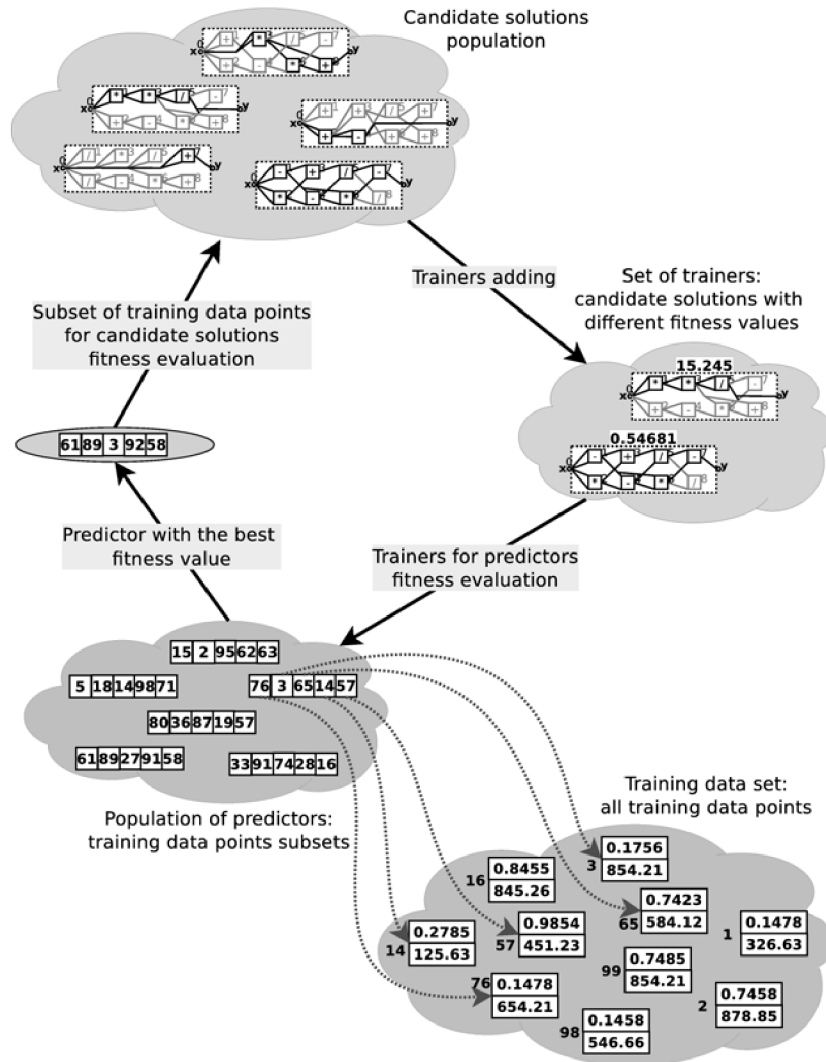 Candidate solutions
population
Trainers adding
Set of trainers:
candidate solutions with
different fitness values
15.245
0.54681
Subset of training data points
for candidate solutions
fitness evaluation
61 89 3 92 58
Predictor with the best
fitness value
Trainers for predictors
fitness evaluation
15 2 95 62 63
5 18 14 98 71
76 3 65 14 57
80 36 87 19 57
61 89 27 91 58
33 91 74 28 16
Population of predictors:
training data points subsets
Training data set:
all training data points
3 0.1756
854.21
16 0.8455
845.26
65 0.7423
584.12
1 0.1478
326.63
14 0.2785
125.63
57 0.9854
451.23
99 0.7485
854.21
76 0.1478
654.21
2 0.7458
878.85
98 0.1458
546.66